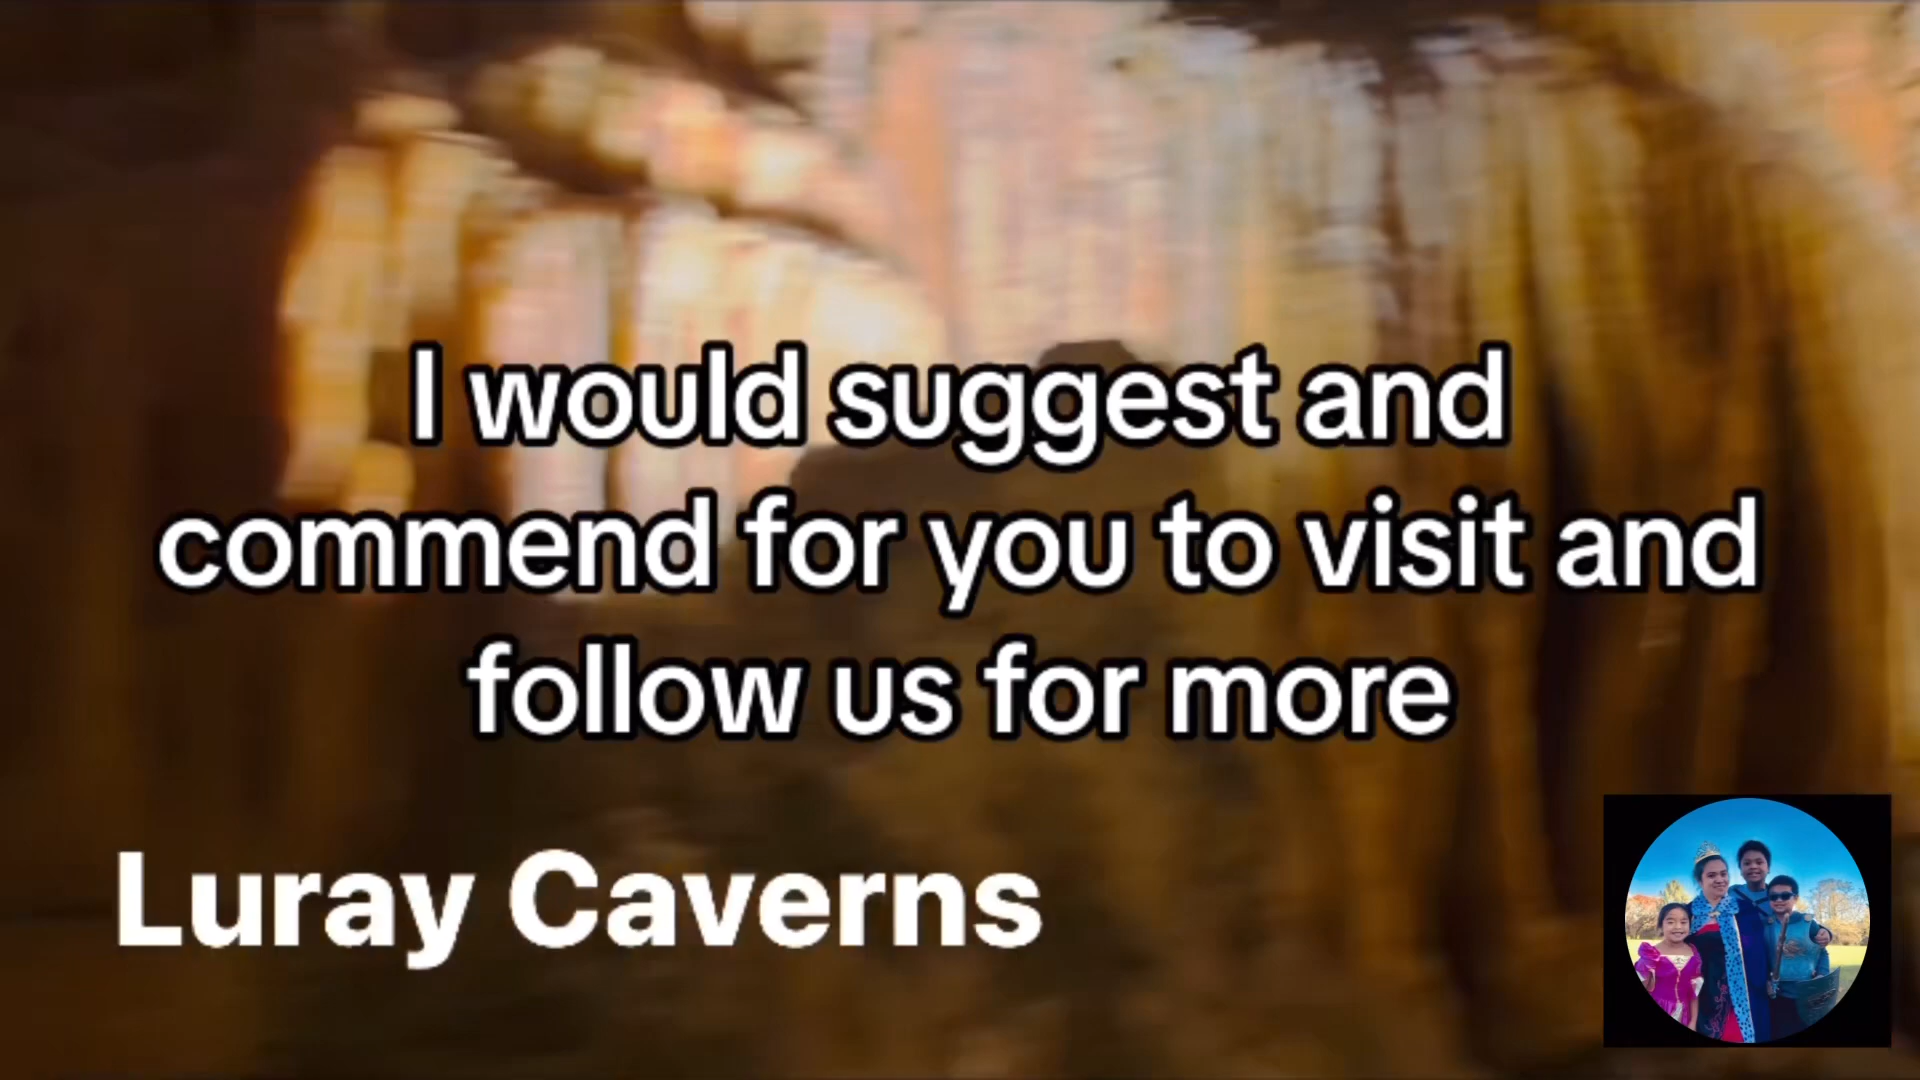 I would suggest and
commend for you to visit and
follow us for more
Luray Caverns